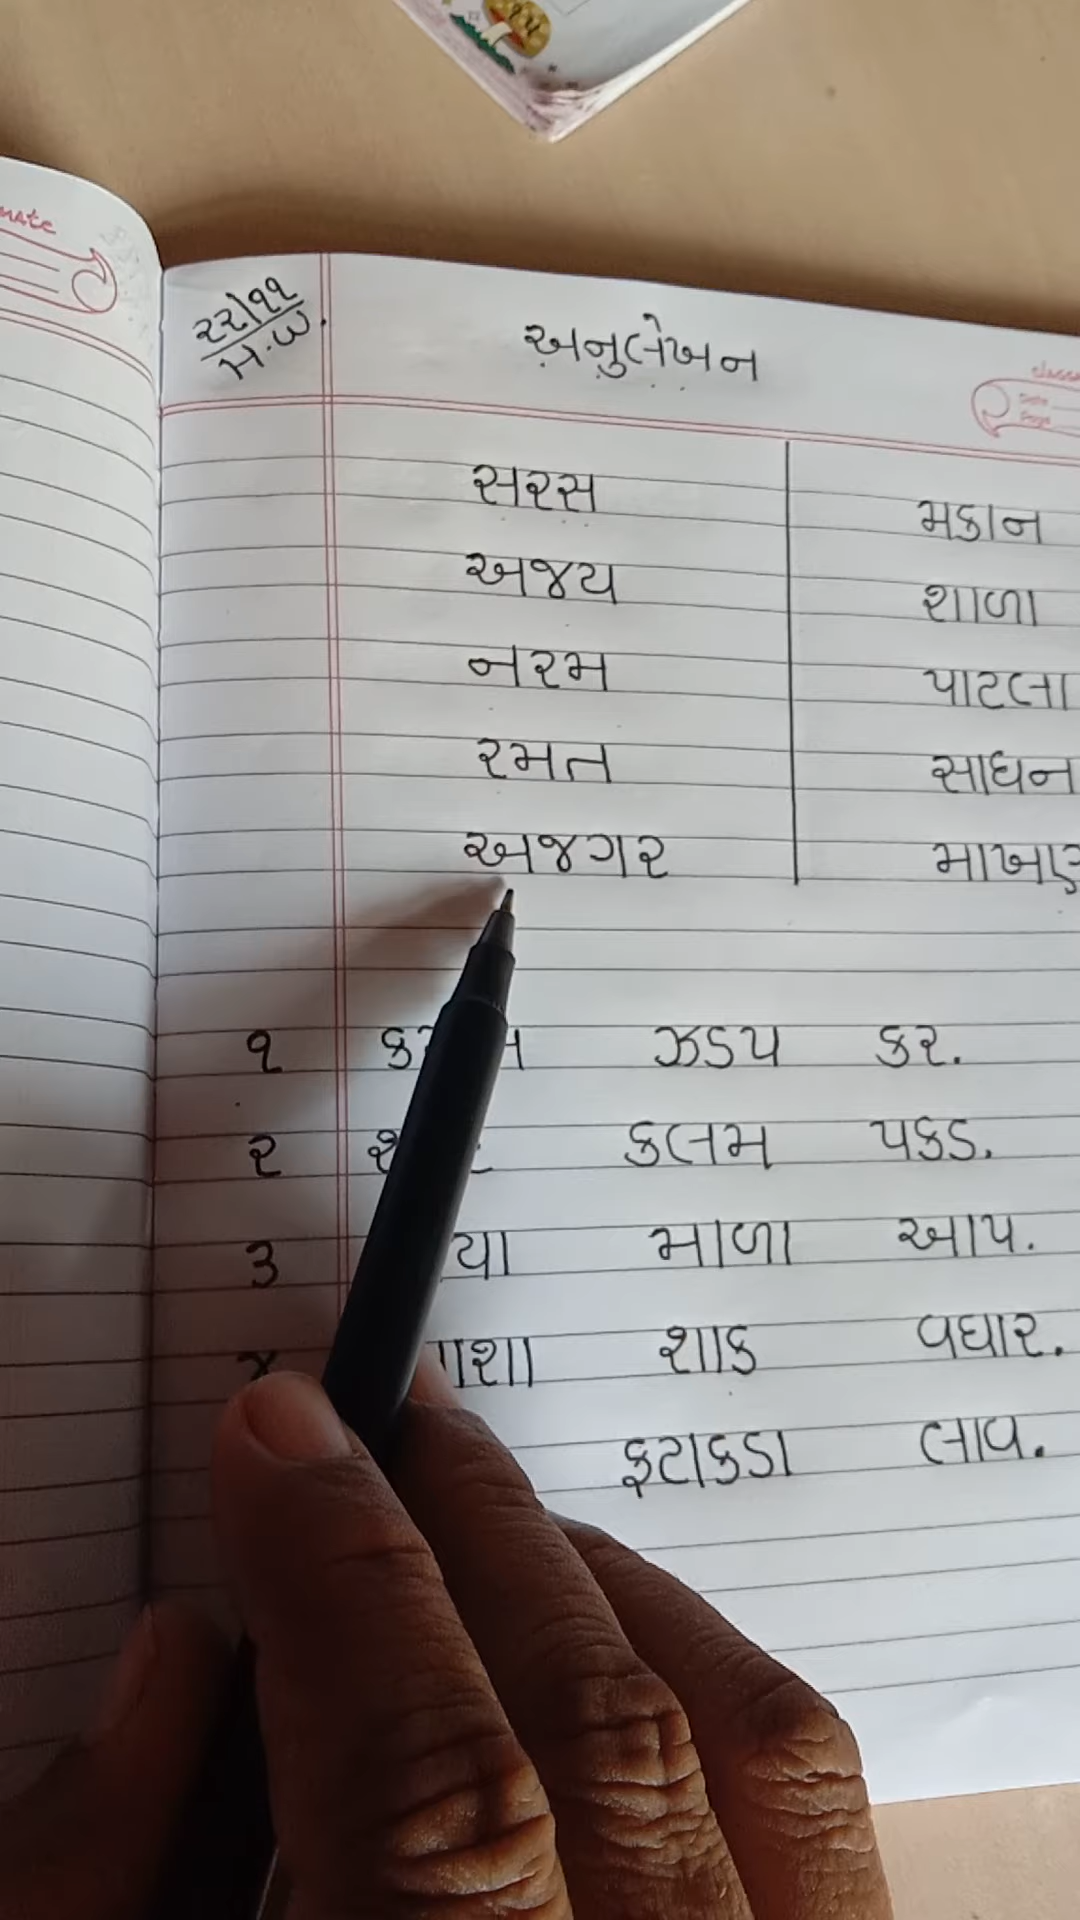 ૨૨/૧૧
H.W.
અનુલેખન
સરસ મકાન
અજય શાળા
નરમ પાટલા
રમત સાધન
અજગર
૧ ઝડપ કર.
૨ કલમ પકડ.
૩ માળા આપ.
૪ શાક વઘાર.
ફટાકડા લાવ.